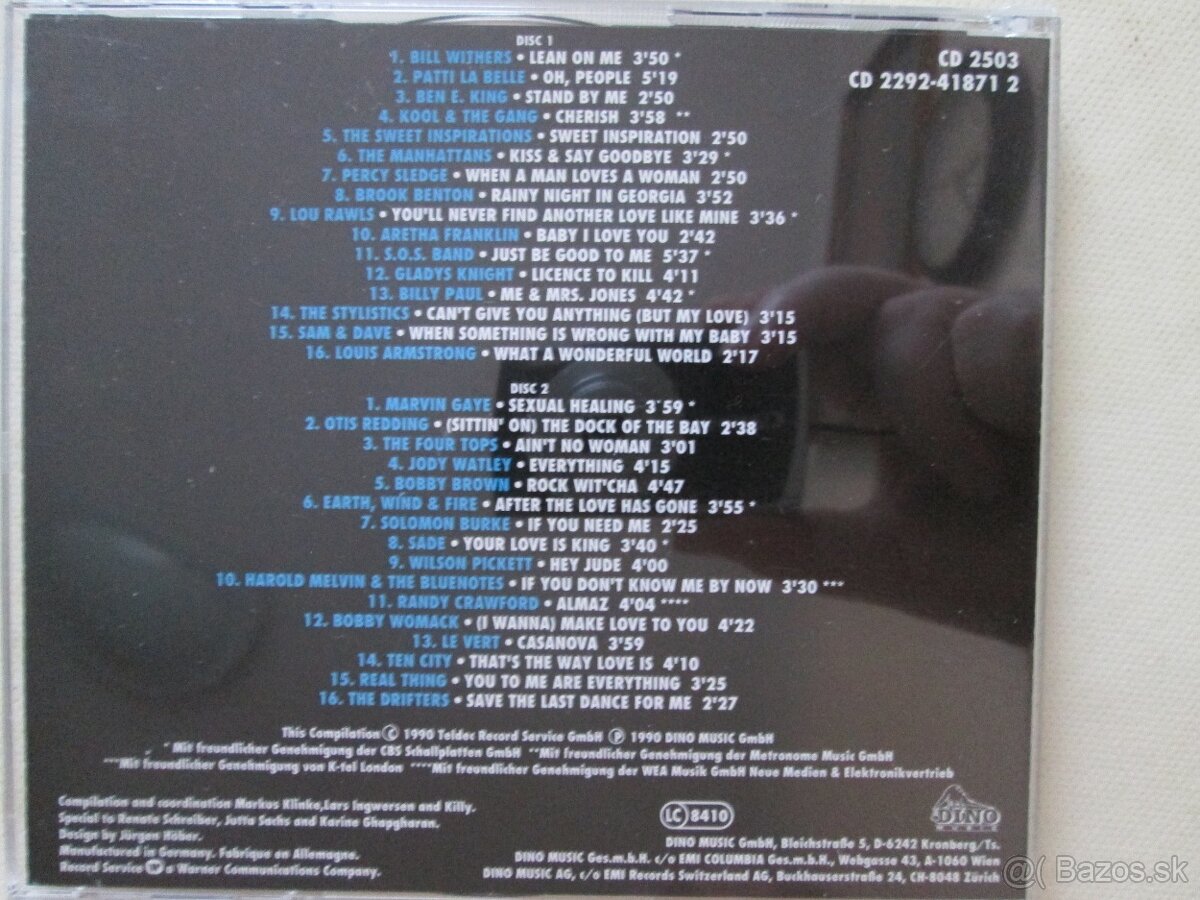 DISC 1
1. BILL WITHERS • LEAN ON ME 3'50 *
2. PATTI LA BELLE • OH, PEOPLE 5'19
3. BEN E. KING • STAND BY ME 2'50
4. KOOL & THE GANG • CHERISH 3'58 **
5. THE SWEET INSPIRATIONS • SWEET INSPIRATION 2'50
6. THE MANHATTANS • KISS & SAY GOODBYE 3'29 *
7. PERCY SLEDGE • WHEN A MAN LOVES A WOMAN 2'50
8. BROOK BENTON • RAINY NIGHT IN GEORGIA 3'52
9. LOU RAWLS • YOU'LL NEVER FIND ANOTHER LOVE LIKE MINE 3'36 *
10. ARETHA FRANKLIN • BABY I LOVE YOU 2'42
11. S.O.S. BAND • JUST BE GOOD TO ME 5'37 *
12. GLADYS KNIGHT • LICENCE TO KILL 4'11
13. BILLY PAUL • ME & MRS. JONES 4'42 *
14. THE STYLISTICS • CAN'T GIVE YOU ANYTHING (BUT MY LOVE) 3'15
15. SAM & DAVE • WHEN SOMETHING IS WRONG WITH MY BABY 3'15
16. LOUIS ARMSTRONG • WHAT A WONDERFUL WORLD 2'17
CD 2503
CD 2292-41871 2
DISC 2
1. MARVIN GAYE • SEXUAL HEALING 3'59 *
2. OTIS REDDING • (SITTIN' ON) THE DOCK OF THE BAY 2'38
3. THE FOUR TOPS • AIN'T NO WOMAN 3'01
4. JODY WATLEY • EVERYTHING 4'15
5. BOBBY BROWN • ROCK WIT'CHA 4'47
6. EARTH, WIND & FIRE • AFTER THE LOVE HAS GONE 3'55 *
7. SOLOMON BURKE • IF YOU NEED ME 2'25
8. SADE • YOUR LOVE IS KING 3'40 *
9. WILSON PICKETT • HEY JUDE 4'00
10. HAROLD MELVIN & THE BLUENOTES • IF YOU DON'T KNOW ME BY NOW 3'30 ***
11. RANDY CRAWFORD • ALMAZ 4'04 ****
12. BOBBY WOMACK • (I WANNA) MAKE LOVE TO YOU 4'22
13. LE VERT • CASANOVA 3'59
14. TEN CITY • THAT'S THE WAY LOVE IS 4'10
15. REAL THING • YOU TO ME ARE EVERYTHING 3'25
16. THE DRIFTERS • SAVE THE LAST DANCE FOR ME 2'27
This Compilation © 1990 Teldec Record Service GmbH ℗ 1990 DINO MUSIC GmbH
* Mit freundlicher Genehmigung der CBS Schallplatten GmbH **Mit freundlicher Genehmigung der Metronome Music GmbH
***Mit freundlicher Genehmigung von K-tel London ****Mit freundlicher Genehmigung der WEA Musik GmbH Neue Medien & Elektronikvertrieb
Compilation and coordination Markus Klinke, Lars Ingwersen and Killy.
Special to Renate Schreiber, Jutta Sachs and Karine Ghapgharan.
Design by Jürgen Höber.
Manufactured in Germany. Fabriqué en Allemagne.
Record Service a Warner Communications Company.
LC 8410
DINO
MUSIC
DINO MUSIC GmbH, Bleichstraße 5, D-6242 Kronberg/Ts.
DINO MUSIC Ges.m.b.H. c/o EMI COLUMBIA Ges.m.b.H., Webgasse 43, A-1060 Wien
DINO MUSIC AG, c/o EMI Records Switzerland AG, Buckhauserstraße 24, CH-8048 Zürich
@( Bazos.sk